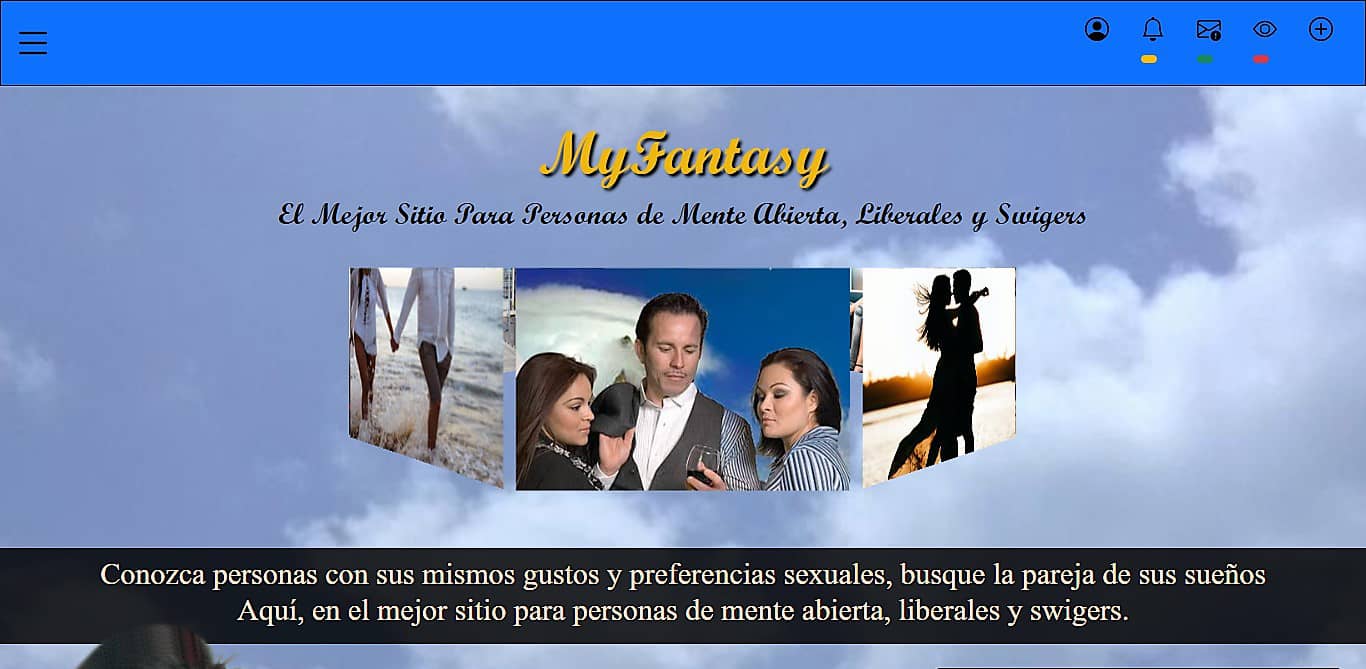 MyFantasy
El Mejor Sitio Para Personas de Mente Abierta, Liberales y Swigers
Conozca personas con sus mismos gustos y preferencias sexuales, busque la pareja de sus sueños
Aquí, en el mejor sitio para personas de mente abierta, liberales y swigers.